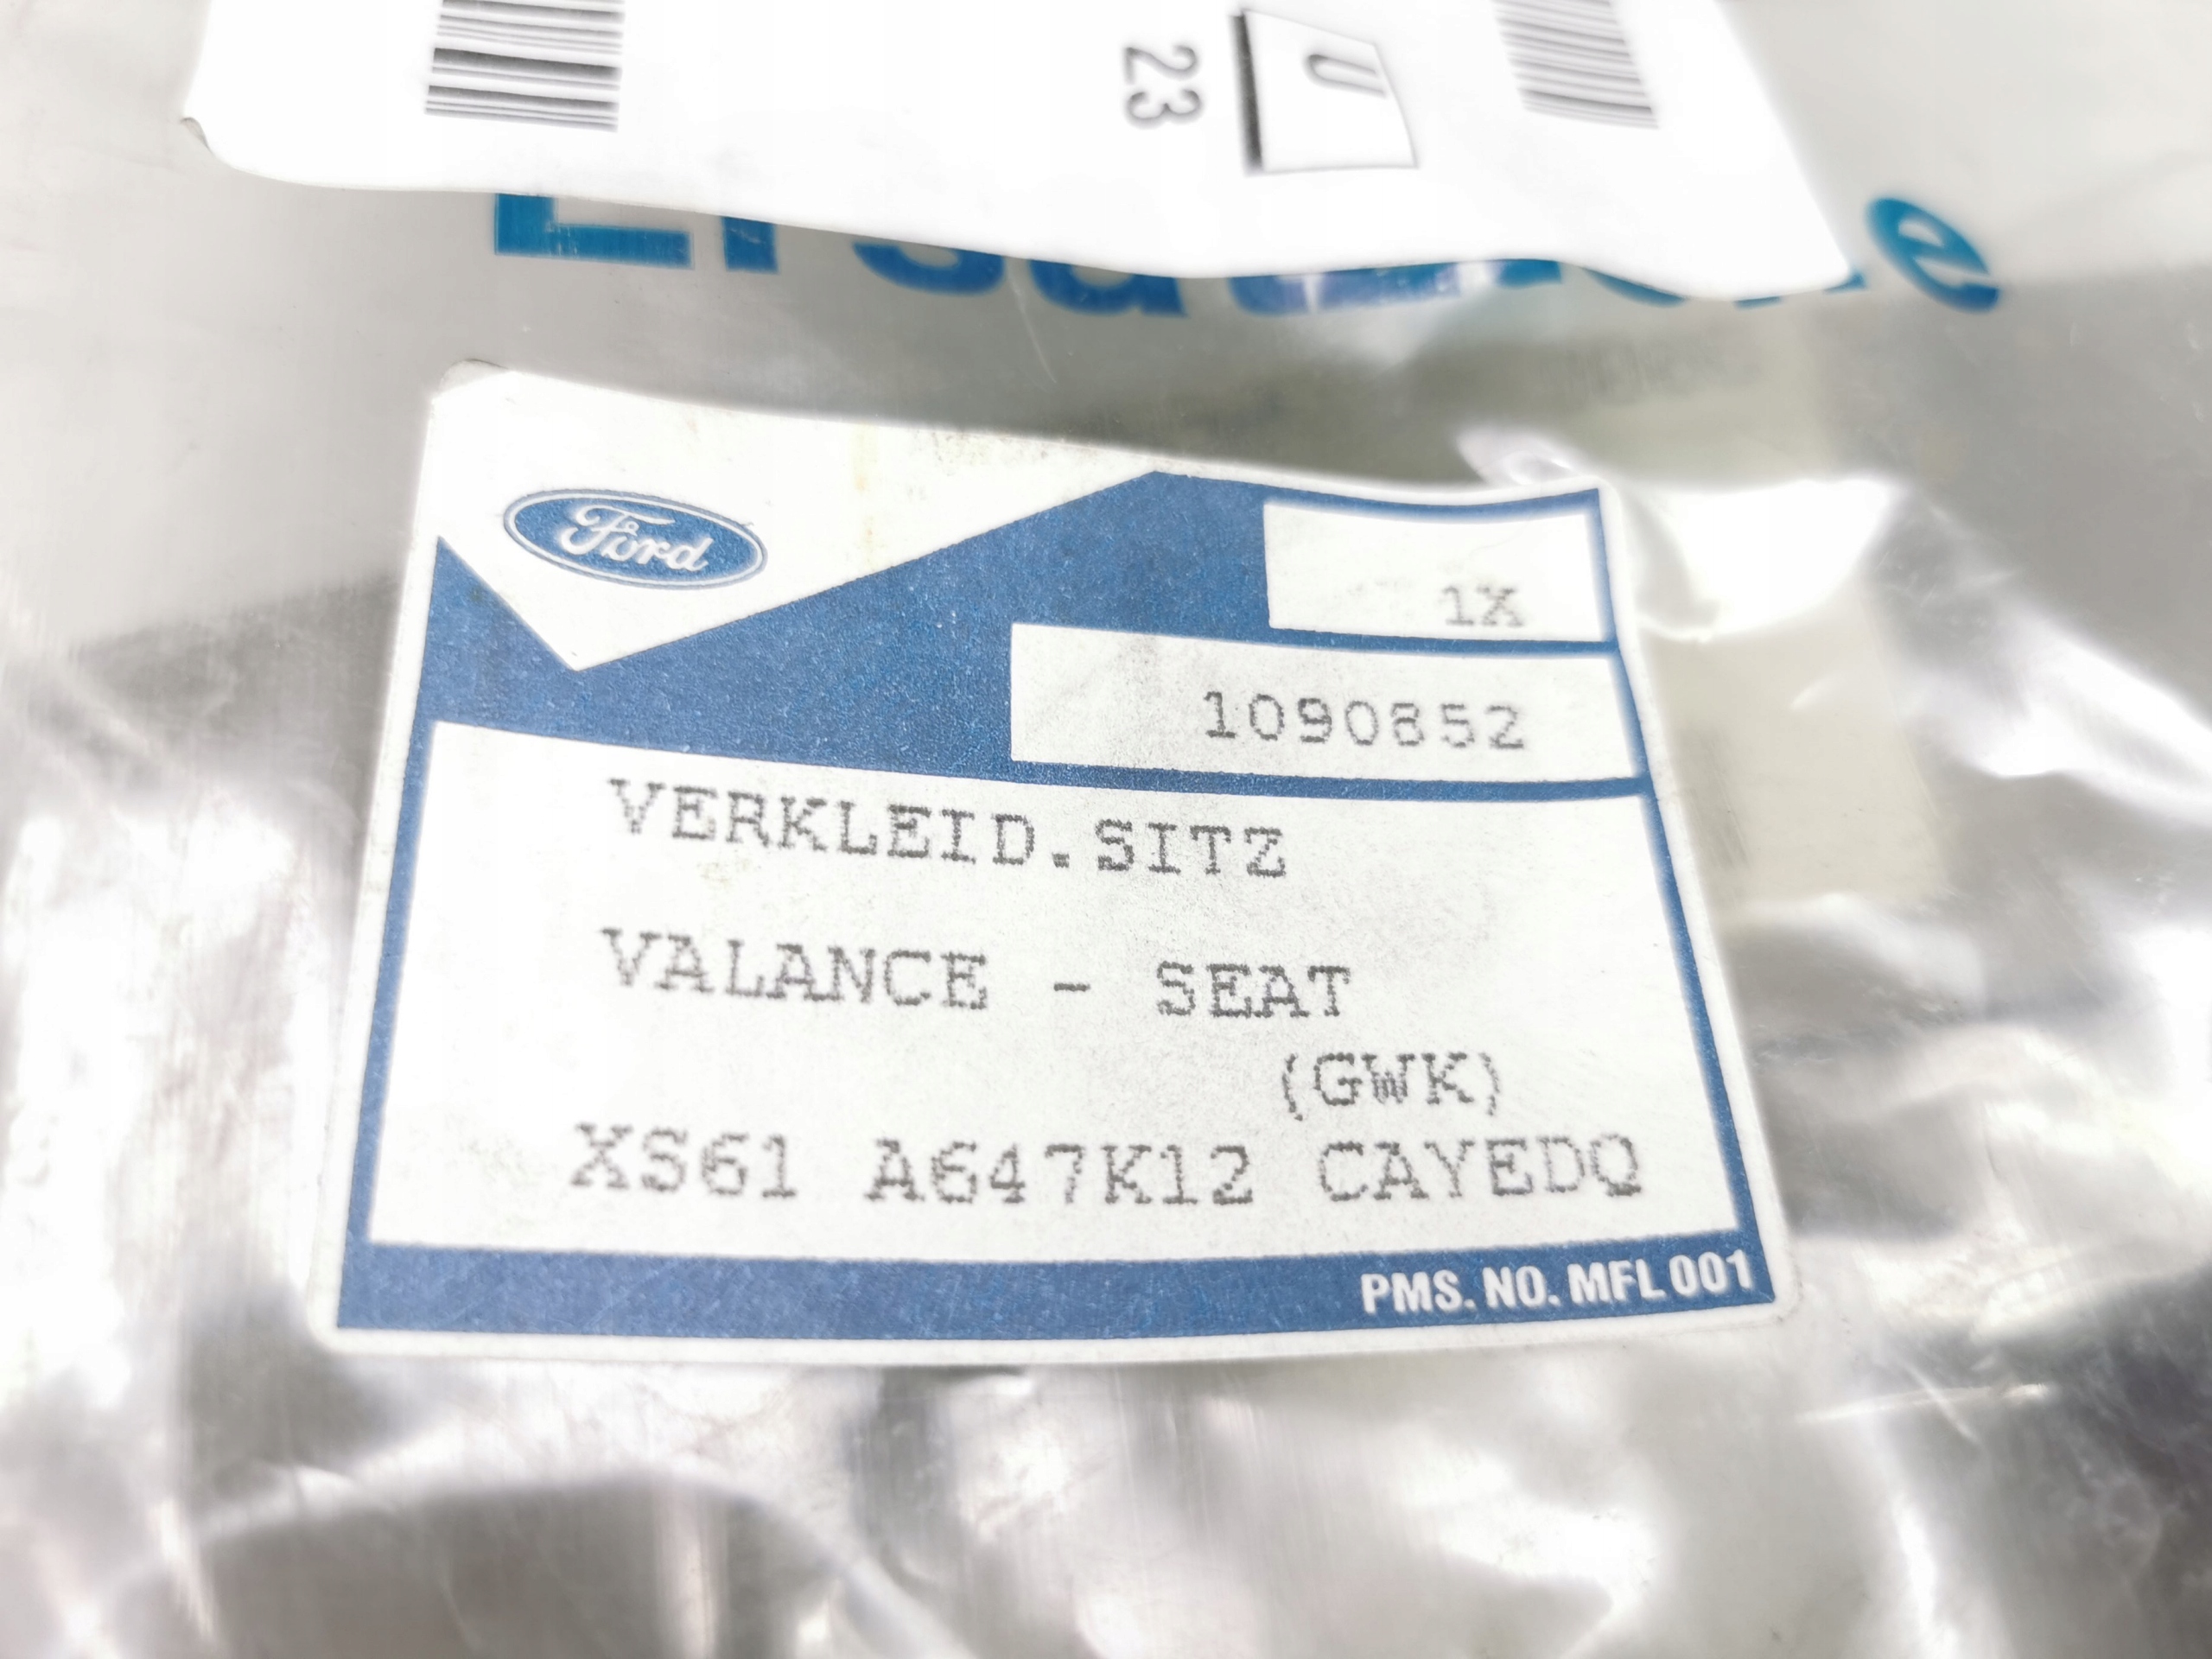 23
U
Ford
1X
1090852
VERKLEID.SITZ
VALANCE - SEAT
(GWK)
XS61 A647K12 CAYEDQ
PMS. NO. MFL 001